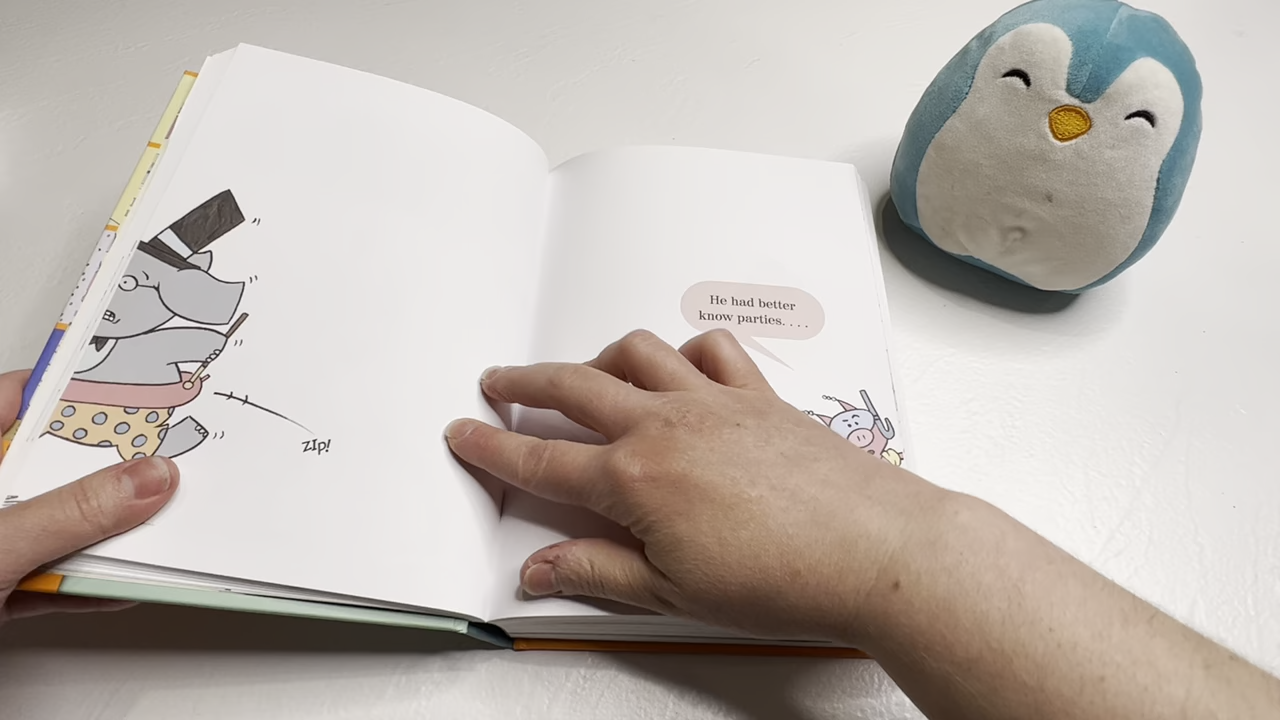 ZIP!
He had better
know parties. . . .